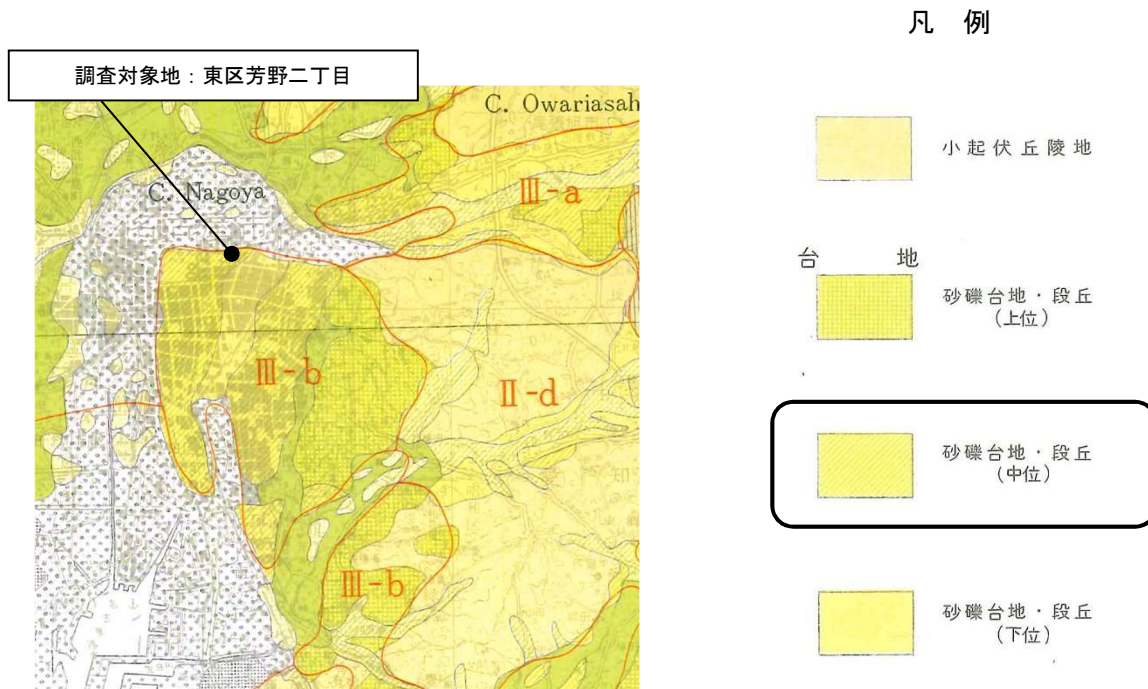 凡 例
調査対象地：東区芳野二丁目
C. Owariasah
C. Nagoya
Ⅲ-a
Ⅲ-b
Ⅱ-d
Ⅲ-b
小起伏丘陵地
台 地
砂礫台地・段丘
(上位)
砂礫台地・段丘
(中位)
砂礫台地・段丘
(下位)